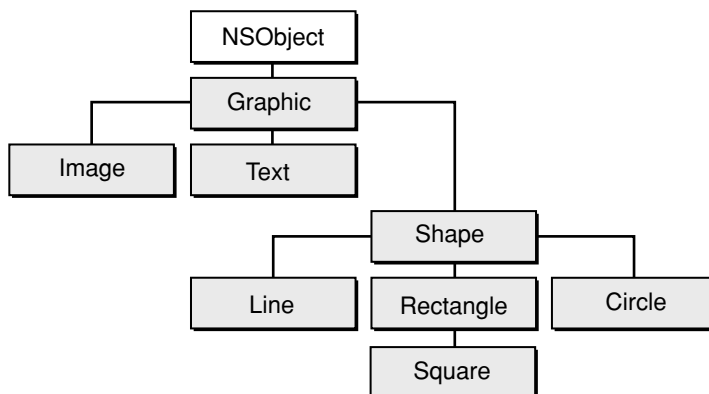 NSObject
Graphic
Image
Text
Shape
Line
Rectangle
Circle
Square